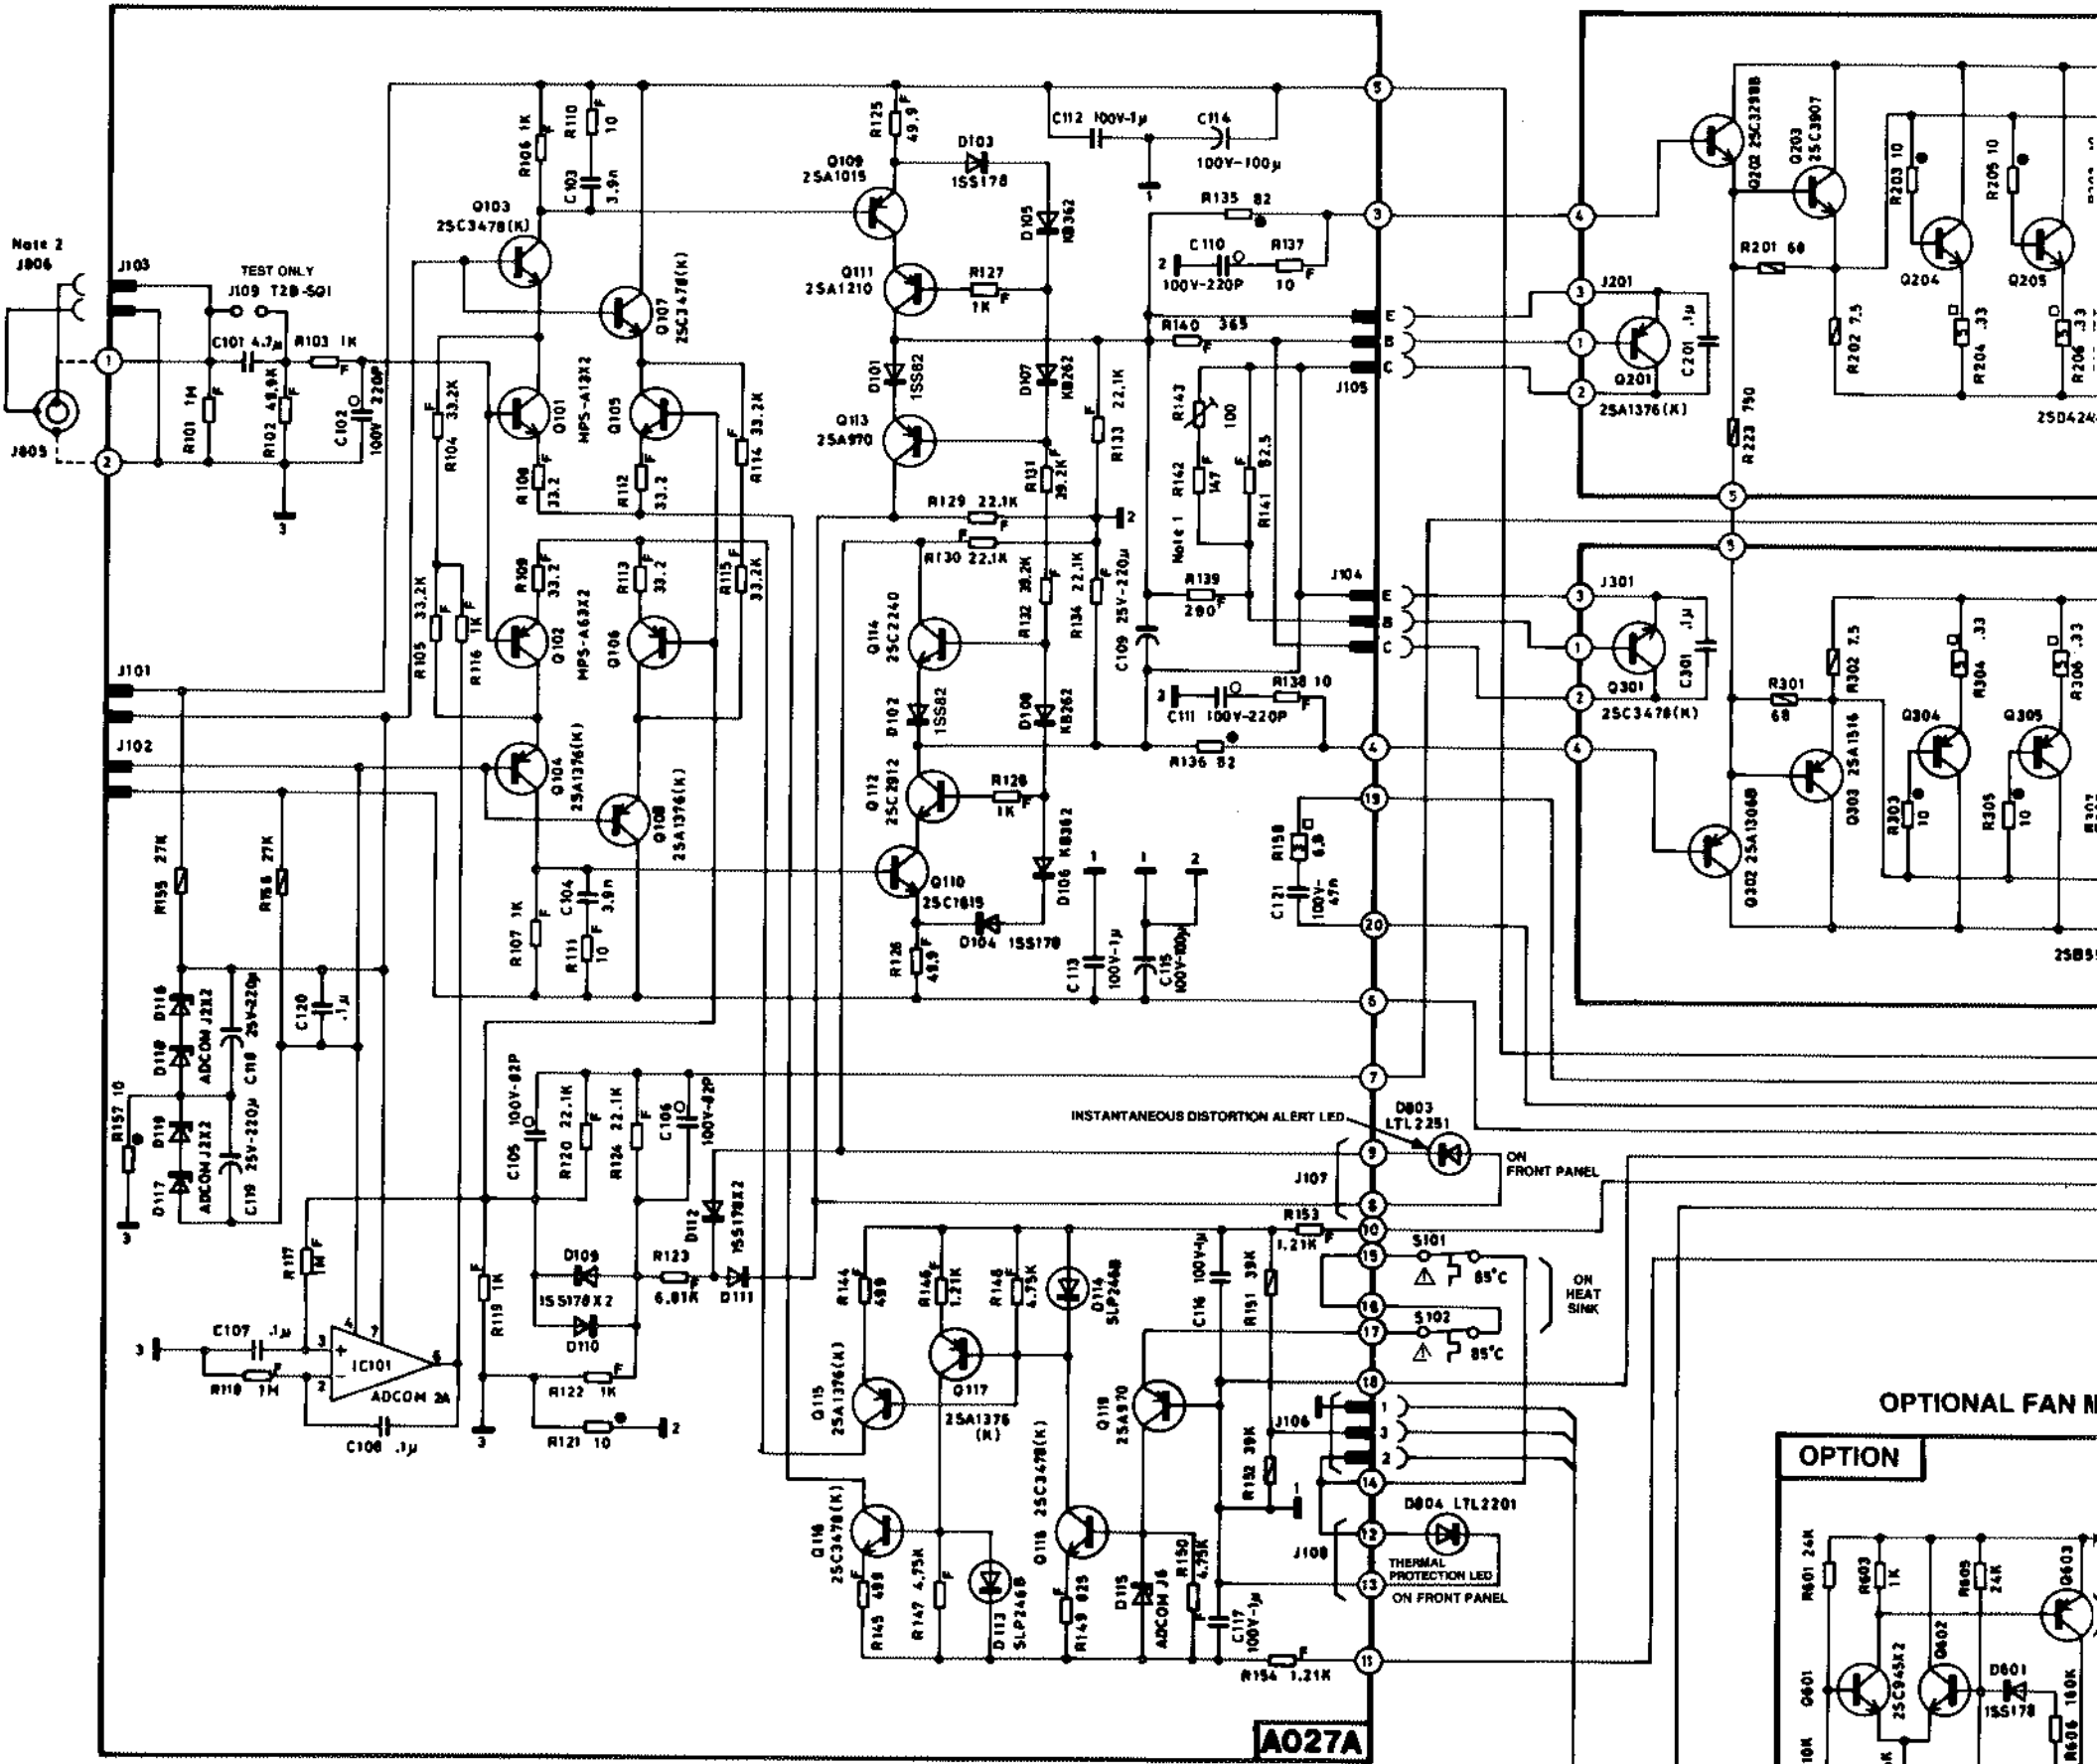 Note 2
J806
J805
J103
TEST ONLY
J109 T2B-SQ1
C101 4.7µ
R103 1K
R101 1M
R102 49.9K
C102
100V 220P
R106 1K
R110
10
C103
3.9n
Q103
2SC3478(K)
Q107
2SC3478(K)
R104 33.2K
Q101
MPS-A13X2
Q105
R114 33.2K
R108
33.2
R112
33.2
R109
33.2
R113
33.2
R115
33.2K
R105 33.2K
R116
1K
Q102
MPS-A63X2
Q106
J101
J102
Q104
2SA1376(K)
Q108
2SA1376(K)
R155 27K
27K
R107 1K
C104
3.9n
R111
10
R125
49.9
Q109
2SA1015
D103
1SS178
D105
KB362
Q111
2SA1210
R127
1K
D101
1SS82
D107
KB262
Q113
2SA970
R131
39.2K
R133 22.1K
R129 22.1K
R130 22.1K
R132 39.2K
R134 22.1K
Q114
2SC2240
D102
1SS82
D108
KB262
Q112
2SC2912
1K
Q110
2SC1815
D106 KB362
D104 1SS178
R126
49.9
C112 100V-1µ
C114
100V-100µ
R135 82
C110
100V-220P
R137
10
R140 365
J105
R143
100
R142
147
R141
82.5
Note 1
R139
C109 25V-220µ
J104
C111 100V-220P
R138 10
R136 82
R158
C121
100V-
47n
C113
100V-1µ
C115
100V-100µ
J201
Q201
2SA1376(K)
C201 .1µ
Q202 2SC3298B
Q203
2SC3907
R201 68
R202 7.5
R203 10
R205 10
Q204
Q205
R204 .33
R206 .33
R223 750
2SD424
J301
Q301
2SC3478(K)
C301 .1µ
R301
68
R302 7.5
R304 .33
R306 .33
Q304
Q305
Q303 2SA1516
R303
10
R305
10
Q302 2SA1306B
2SB5
D116
D118
ADCOM J2X2
C118 25V-220µ
C120
.1µ
R157 10
D119
D117
ADCOM J2X2
C119 25V-220µ
R117
1M
R119 1K
C107 .1µ
R118 1M
IC101
ADCOM 2A
C108 .1µ
C105 100V-82P
R120 22.1K
R124 22.1K
C106
100V-82P
D109
1SS178X2
D110
R123
6.81K
D112
1SS178X2
D111
R122 1K
R121 10
INSTANTANEOUS DISTORTION ALERT LED
D803
LTL2251
ON
FRONT PANEL
J107
R153
1.21K
S101
85°C
S102
85°C
ON
HEAT
SINK
R144
499
R146
1.21K
R148
4.75K
D114
SLP246B
C116 100V-1µ
R151 39K
Q115
2SA1376(K)
Q117
2SA1376
(K)
2SA970
R152 39K
J106
Q116
2SC3478(K)
2SC3478(K)
R145 499
R147 4.75K
D113
SLP246B
R149 825
D115
ADCOM J6
R150
4.75K
C117
100V-1µ
R154 1.21K
J108
D804 LTL2201
THERMAL
PROTECTION LED
ON FRONT PANEL
A027A
OPTIONAL FAN M
OPTION
R601 24K
R603
1K
R605
24K
Q603
Q602
Q601
2SC945X2
D601
1SS178
R606 160K
10K